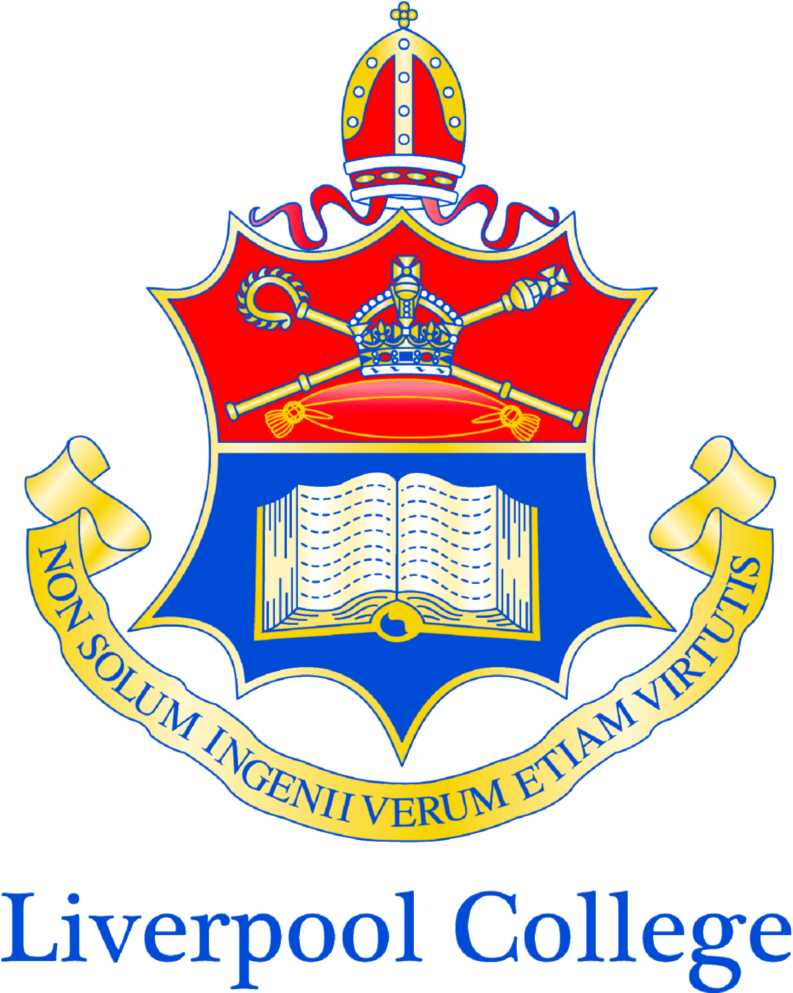 NON SOLUM INGENII VERUM ETIAM VIRTUTIS
Liverpool College